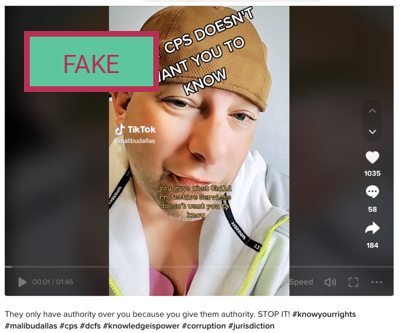 FAKE
CPS DOESN'T
WANT YOU TO
KNOW
TikTok
@malibudallas
Child
Protective Services
doesn't want you to
know
1035
58
184
00:01 / 01:46
Speed
They only have authority over you because you give them authority. STOP IT! #knowyourrights
#malibudallas #cps #dcfs #knowledgeispower #corruption #jurisdiction